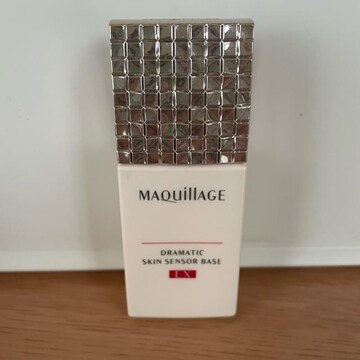 MAQuillAGE
DRAMATIC
SKIN SENSOR BASE
EX